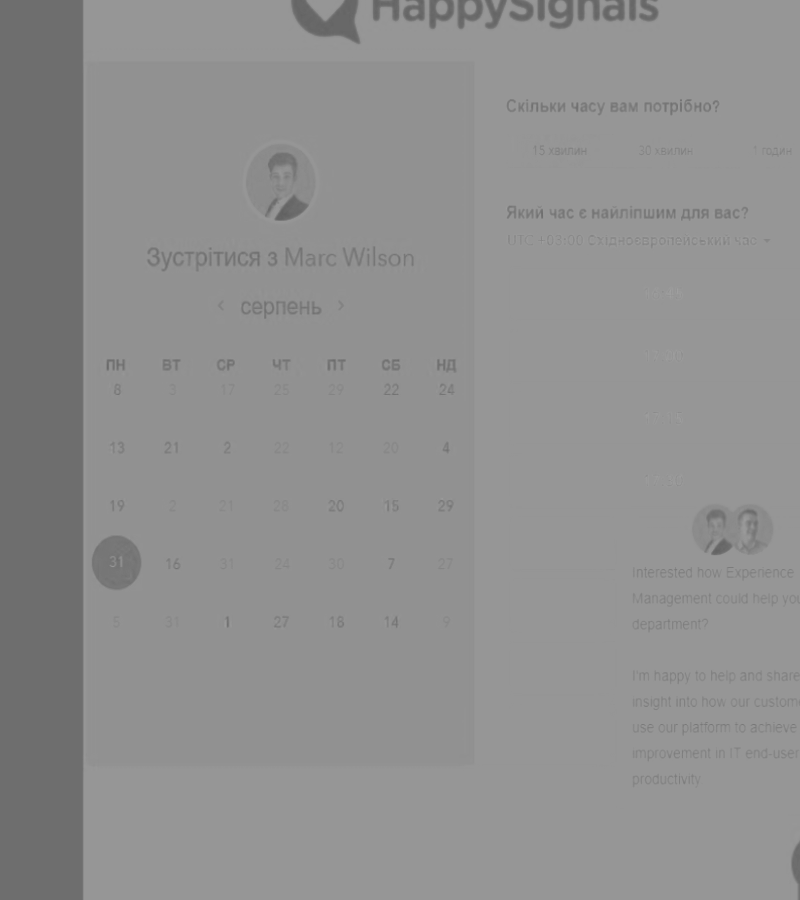 HappySignals
Зустрітися з Marc Wilson
серпень
ПН ВТ СР ЧТ ПТ СБ НД
8 3 17 25 29 22 24
13 21 2 22 12 20 4
19 2 21 28 20 15 29
31 16 31 24 30 7 27
5 31 1 27 18 14 9
Скільки часу вам потрібно?
15 хвилин 30 хвилин 1 годин
Який час є найліпшим для вас?
UTC +03:00 Східноєвропейський час
Interested how Experience
Management could help you
department?
I'm happy to help and share
insight into how our custome
use our platform to achieve
improvement in IT end-user
productivity.